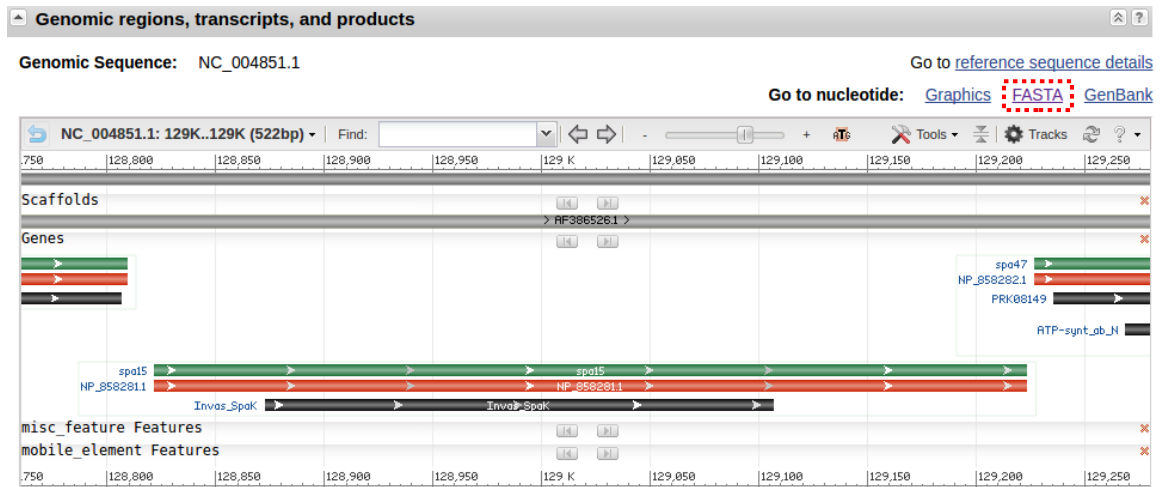 Genomic regions, transcripts, and products
?
Genomic Sequence: NC_004851.1
Go to reference sequence details
Go to nucleotide: Graphics FASTA GenBank
NC_004851.1: 129K..129K (522bp) Find: - + ATG Tools Tracks ?
.750 128,800 128,850 128,900 128,950 129 K 129,050 129,100 129,150 129,200 129,250
Scaffolds
> AF386526.1 >
Genes
spa47
NP_858282.1
PRK08149
ATP-synt_ab_N
spa15 spa15
NP_858281.1 NP_858281.1
Invas_SpaK Invas_SpaK
misc_feature Features
mobile_element Features
.750 128,800 128,850 128,900 128,950 129 K 129,050 129,100 129,150 129,200 129,250